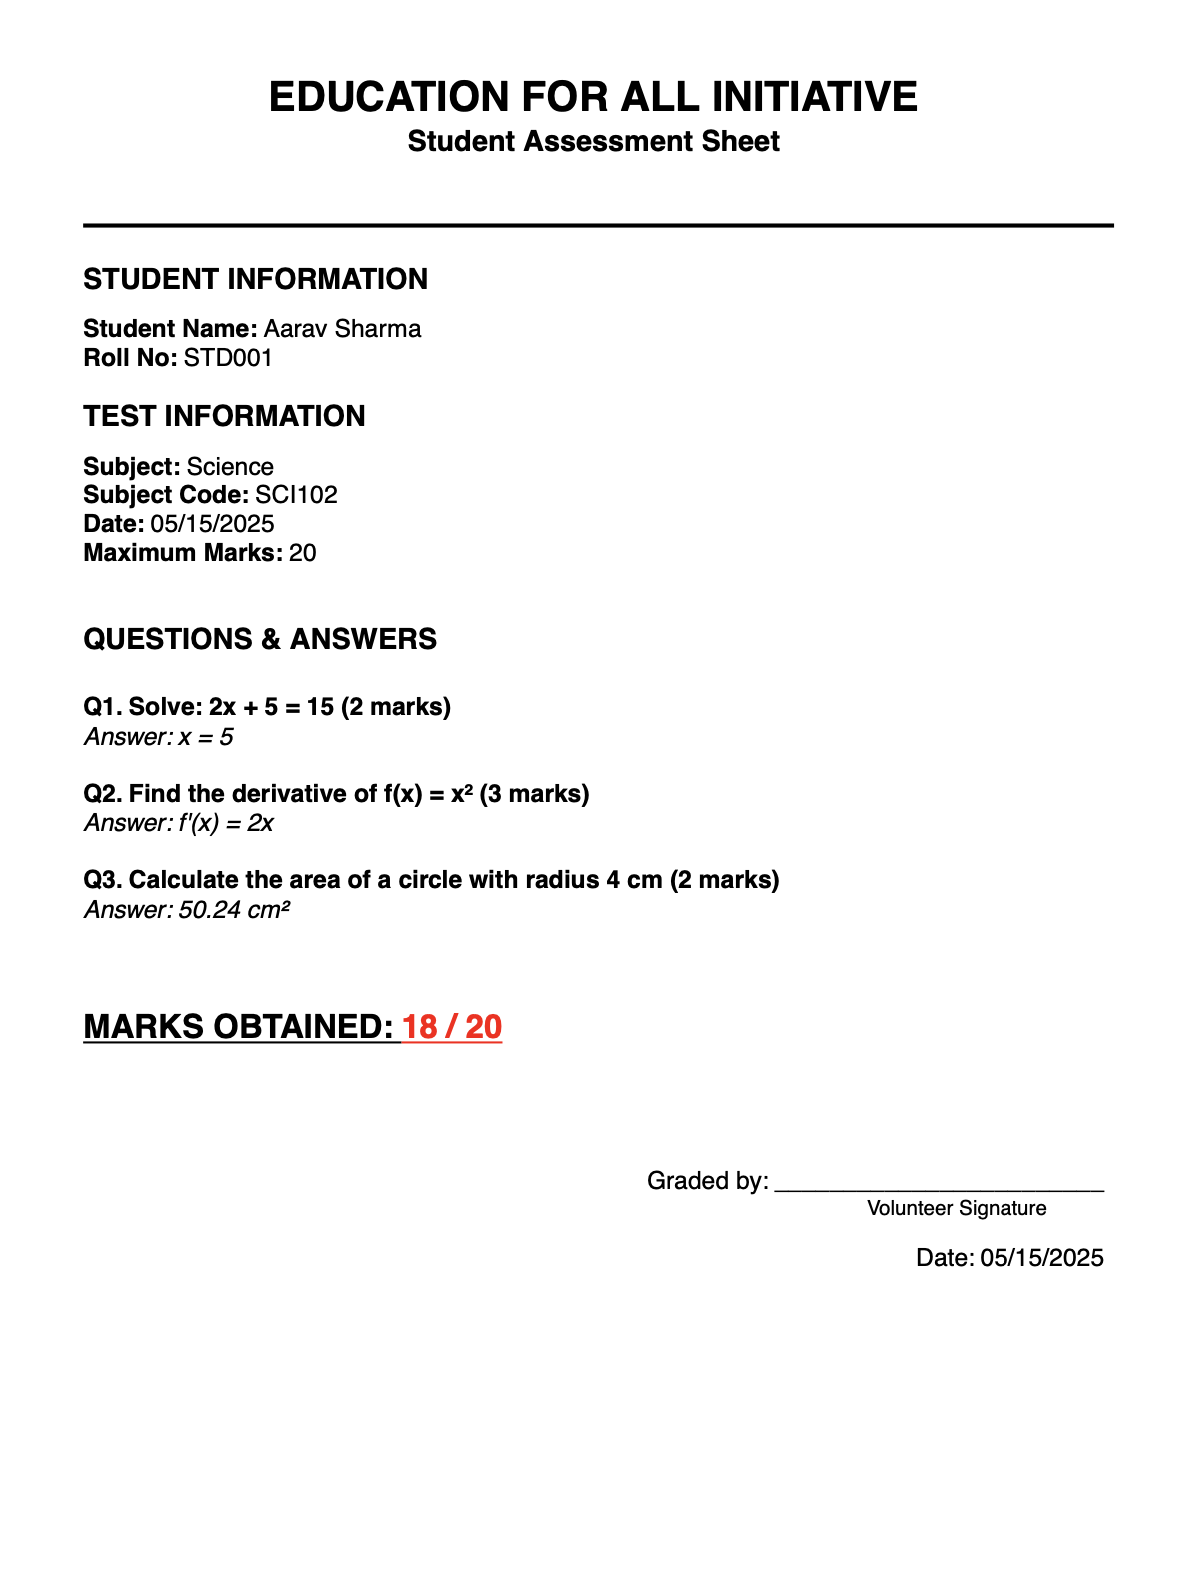 EDUCATION FOR ALL INITIATIVE
Student Assessment Sheet
STUDENT INFORMATION
Student Name: Aarav Sharma
Roll No: STD001
TEST INFORMATION
Subject: Science
Subject Code: SCI102
Date: 05/15/2025
Maximum Marks: 20
QUESTIONS & ANSWERS
Q1. Solve: 2x + 5 = 15 (2 marks)
Answer: x = 5
Q2. Find the derivative of f(x) = x² (3 marks)
Answer: f'(x) = 2x
Q3. Calculate the area of a circle with radius 4 cm (2 marks)
Answer: 50.24 cm²
MARKS OBTAINED: 18 / 20
Graded by: ________________________
Volunteer Signature
Date: 05/15/2025